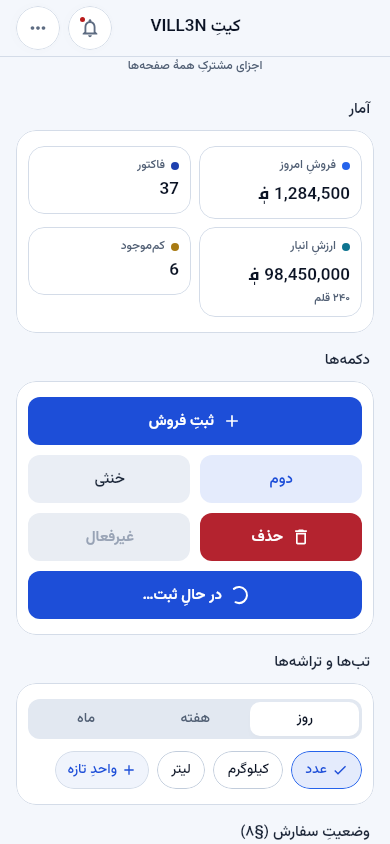 کیتِ VILL3N
اجزای مشترکِ همهٔ صفحه‌ها
آمار
فروشِ امروز
1,284,500 ؋
فاکتور
37
ارزشِ انبار
98,450,000 ؋
۲۴۰ قلم
کم‌موجود
6
دکمه‌ها
ثبتِ فروش
دوم
خنثی
حذف
غیرفعال
در حالِ ثبت…
تب‌ها و تراشه‌ها
روز
هفته
ماه
عدد
کیلوگرم
لیتر
واحدِ تازه
وضعیتِ سفارش (§۸)